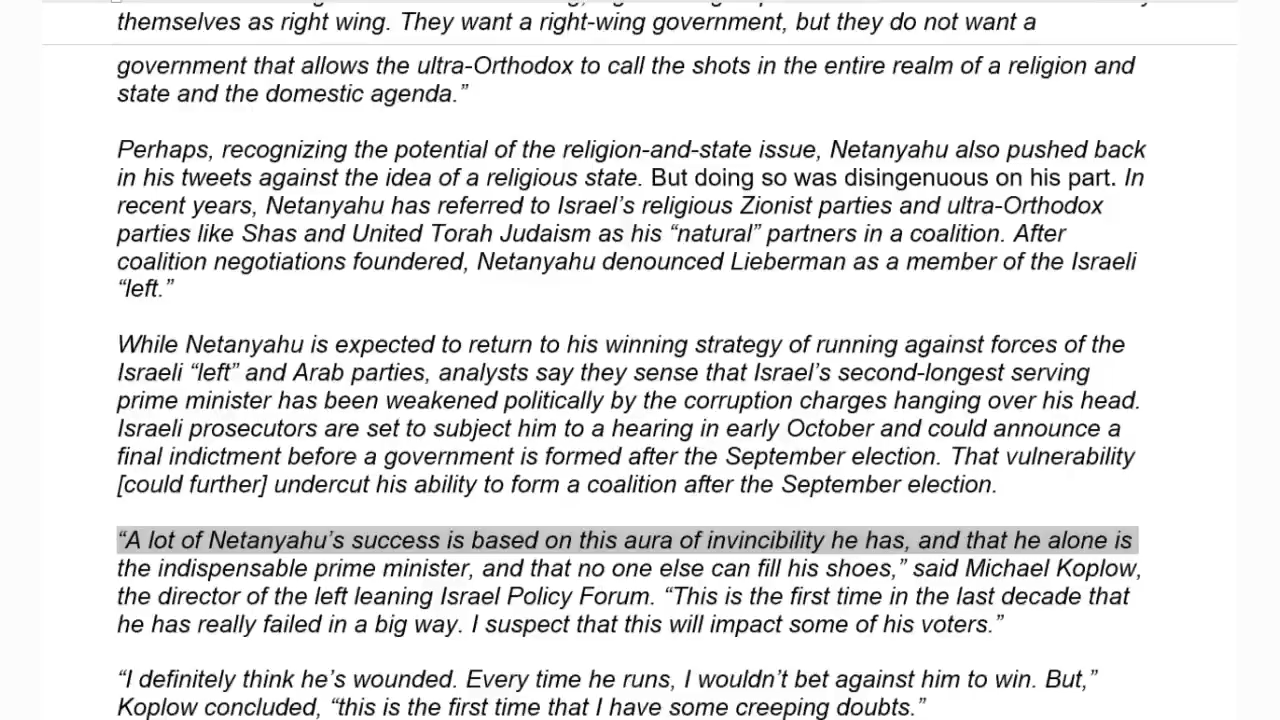 themselves as right wing. They want a right-wing government, but they do not want a
government that allows the ultra-Orthodox to call the shots in the entire realm of a religion and
state and the domestic agenda.”
Perhaps, recognizing the potential of the religion-and-state issue, Netanyahu also pushed back
in his tweets against the idea of a religious state. But doing so was disingenuous on his part. In
recent years, Netanyahu has referred to Israel’s religious Zionist parties and ultra-Orthodox
parties like Shas and United Torah Judaism as his “natural” partners in a coalition. After
coalition negotiations foundered, Netanyahu denounced Lieberman as a member of the Israeli
“left.”
While Netanyahu is expected to return to his winning strategy of running against forces of the
Israeli “left” and Arab parties, analysts say they sense that Israel’s second-longest serving
prime minister has been weakened politically by the corruption charges hanging over his head.
Israeli prosecutors are set to subject him to a hearing in early October and could announce a
final indictment before a government is formed after the September election. That vulnerability
[could further] undercut his ability to form a coalition after the September election.
“A lot of Netanyahu’s success is based on this aura of invincibility he has, and that he alone is
the indispensable prime minister, and that no one else can fill his shoes,” said Michael Koplow,
the director of the left leaning Israel Policy Forum. “This is the first time in the last decade that
he has really failed in a big way. I suspect that this will impact some of his voters.”
“I definitely think he’s wounded. Every time he runs, I wouldn’t bet against him to win. But,”
Koplow concluded, “this is the first time that I have some creeping doubts.”